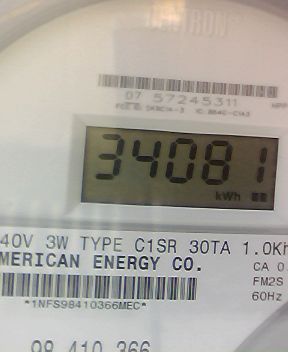 07 57245311
34081
kWh
40V 3W TYPE C1SR 30TA 1.0Kh
MERICAN ENERGY CO.
CA 0.
FM2S
*1NFS98410366MEC*
60Hz
98 410 366